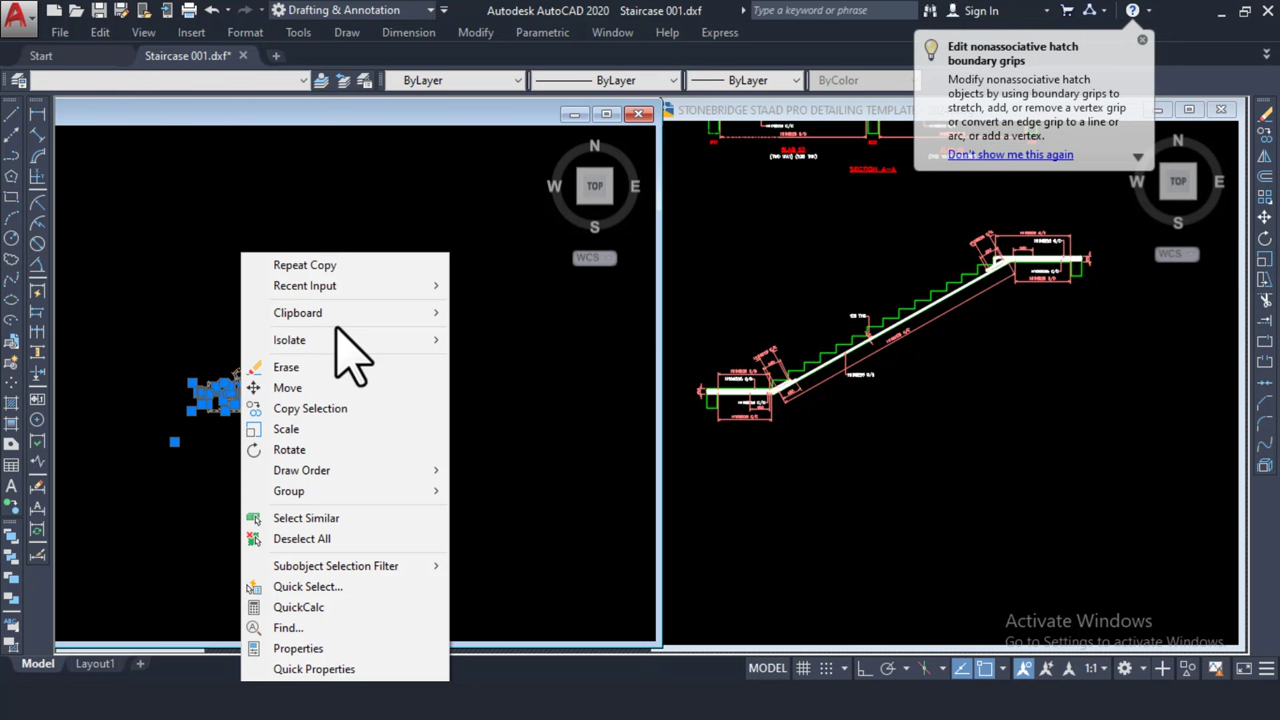 Drafting & Annotation
Autodesk AutoCAD 2020
Staircase 001.dxf
Type a keyword or phrase
Sign In
File
Edit
View
Insert
Format
Tools
Draw
Dimension
Modify
Parametric
Window
Help
Express
Start
Staircase 001.dxf*
ByLayer
ByLayer
ByLayer
ByColor
Edit nonassociative hatch
boundary grips
Modify nonassociative hatch
objects by using boundary grips to
stretch, add, or remove a vertex grip
or convert an edge grip to a line or
arc, or add a vertex.
Don't show me this again
STONEBRIDGE STAAD PRO DETAILING TEMPLATE
N
W
TOP
E
S
WCS
N
W
TOP
E
S
WCS
SECTION A-A
Repeat Copy
Recent Input
Clipboard
Isolate
Erase
Move
Copy Selection
Scale
Rotate
Draw Order
Group
Select Similar
Deselect All
Subobject Selection Filter
Quick Select...
QuickCalc
Find...
Properties
Quick Properties
Activate Windows
Go to Settings to activate Windows.
Model
Layout1
MODEL
1:1